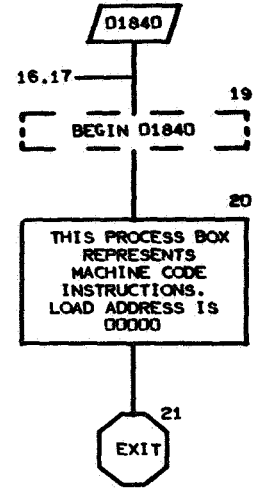 01840
16.17
19
BEGIN 01840
20
THIS PROCESS BOX
REPRESENTS
MACHINE CODE
INSTRUCTIONS.
LOAD ADDRESS IS
00000
21
EXIT